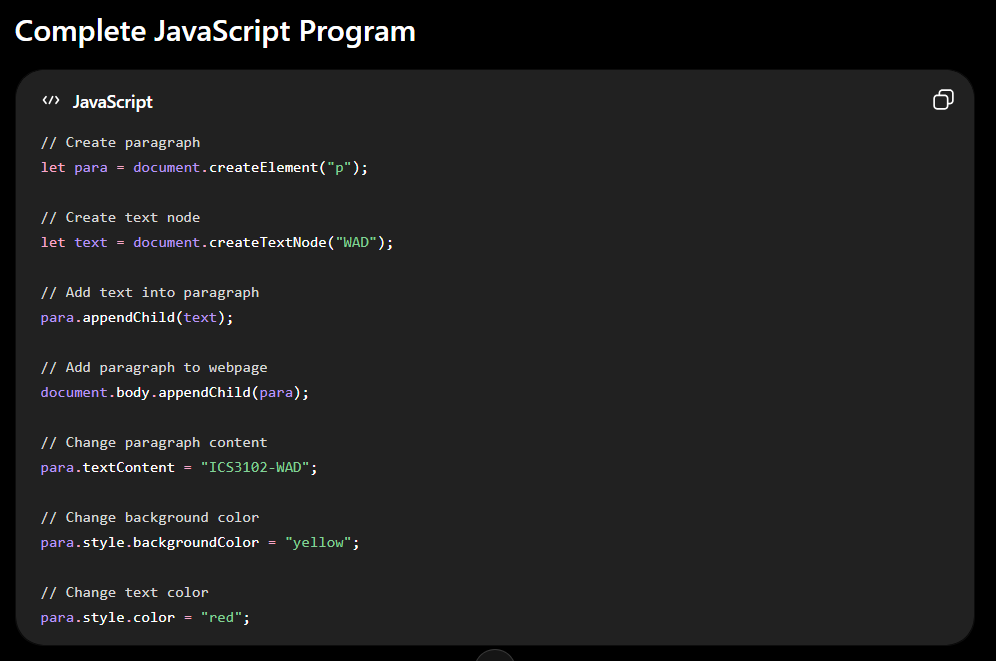 Complete JavaScript Program
JavaScript
// Create paragraph
let para = document.createElement("p");
// Create text node
let text = document.createTextNode("WAD");
// Add text into paragraph
para.appendChild(text);
// Add paragraph to webpage
document.body.appendChild(para);
// Change paragraph content
para.textContent = "ICS3102-WAD";
// Change background color
para.style.backgroundColor = "yellow";
// Change text color
para.style.color = "red";